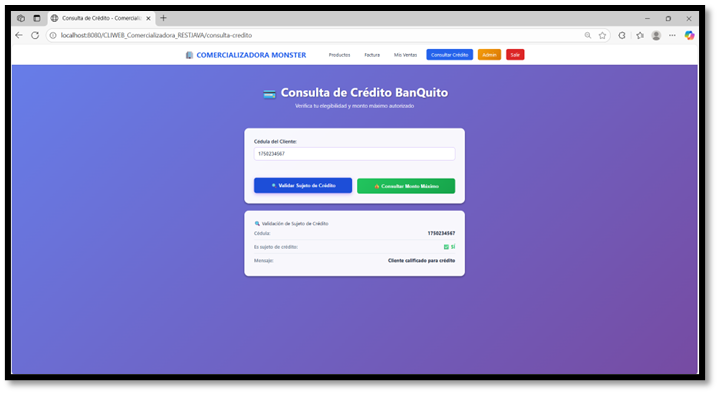 Consulta de Crédito - Comercializ
localhost:8080/CLIWEB_Comercializadora_RESTJAVA/consulta-credito
COMERCIALIZADORA MONSTER Productos Factura Mis Ventas Consultar Crédito Admin Salir
Consulta de Crédito BanQuito
Verifica tu elegibilidad y monto máximo autorizado
Cédula del Cliente:
1750234567
Validar Sujeto de Crédito Consultar Monto Máximo
Validación de Sujeto de Crédito
Cédula: 1750234567
Es sujeto de crédito: SÍ
Mensaje: Cliente calificado para crédito